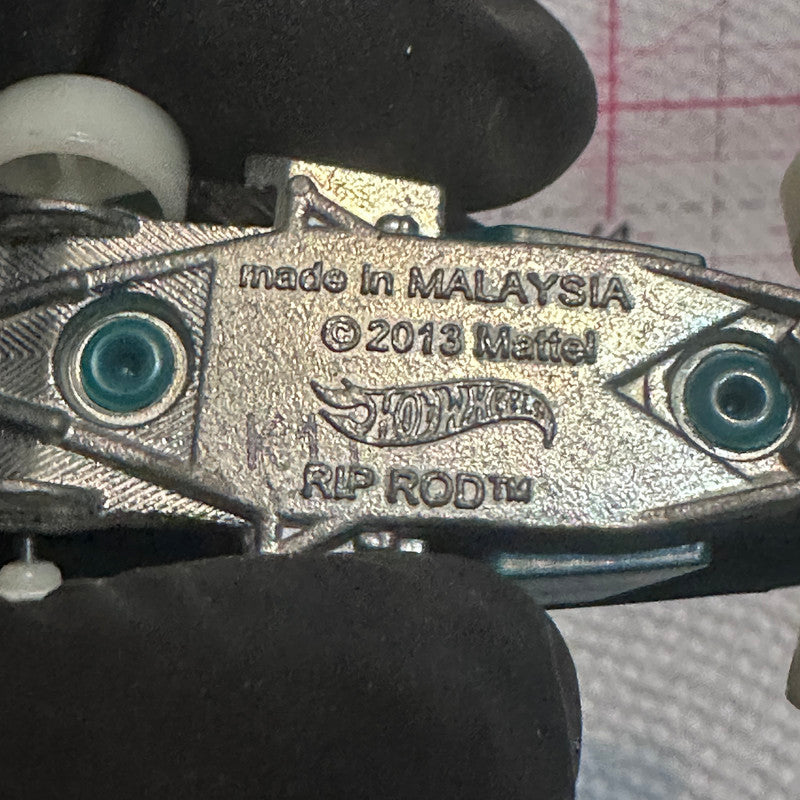 made in MALAYSIA
©2013 Mattel
HOT WHEELS
RIP ROD™